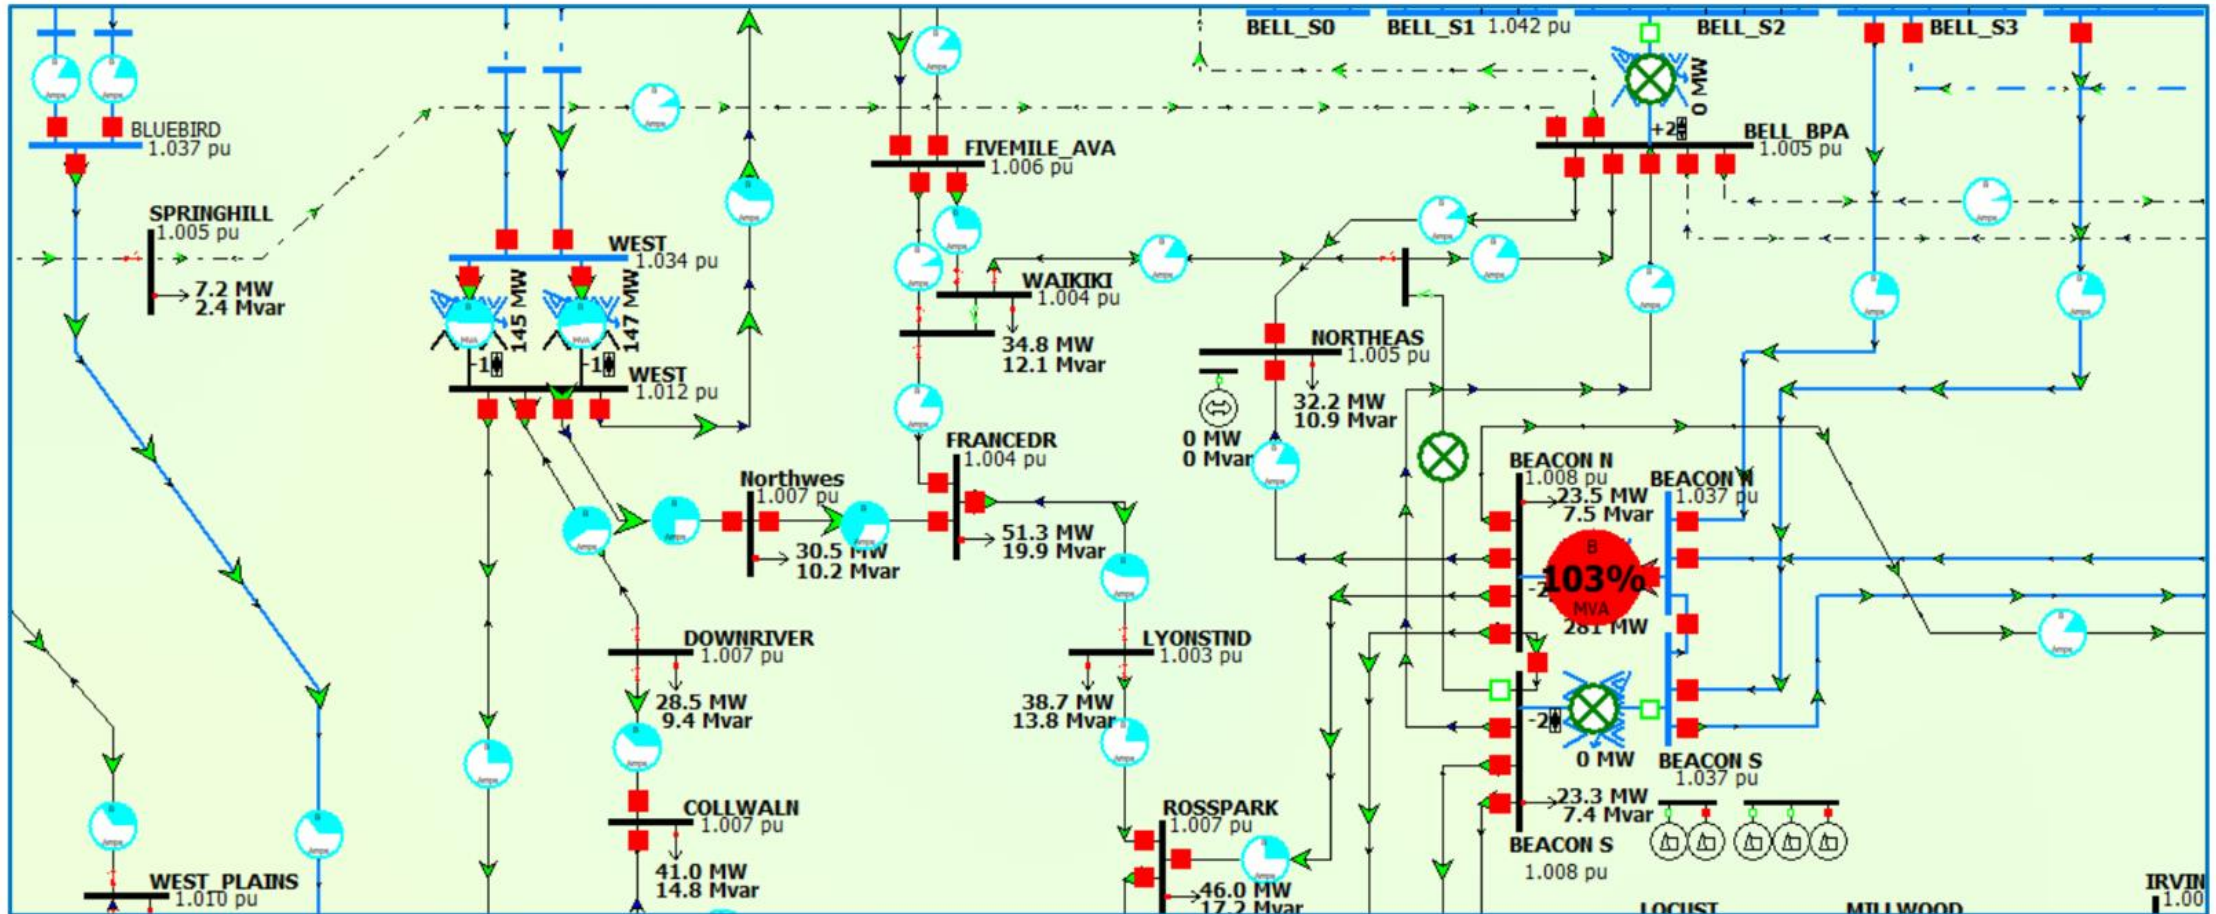 BELL_S0
BELL_S1 1.042 pu
BELL_S2
BELL_S3
0 MW
+2
BLUEBIRD
1.037 pu
BELL_BPA
1.005 pu
FIVEMILE_AVA
1.006 pu
SPRINGHILL
1.005 pu
7.2 MW
2.4 Mvar
WEST
1.034 pu
145 MW
147 MW
-1
-1
WEST
1.012 pu
WAIKIKI
1.004 pu
34.8 MW
12.1 Mvar
NORTHEAS
1.005 pu
32.2 MW
10.9 Mvar
0 MW
0 Mvar
FRANCEDR
1.004 pu
51.3 MW
19.9 Mvar
Northwes
1.007 pu
30.5 MW
10.2 Mvar
BEACON N
1.008 pu
23.5 MW
7.5 Mvar
BEACON N
1.037 pu
B
103%
MVA
-2
281 MW
DOWNRIVER
1.007 pu
28.5 MW
9.4 Mvar
LYONSTND
1.003 pu
38.7 MW
13.8 Mvar
-2
0 MW
BEACON S
1.037 pu
23.3 MW
7.4 Mvar
BEACON S
1.008 pu
COLLWALN
1.007 pu
41.0 MW
14.8 Mvar
ROSSPARK
1.007 pu
46.0 MW
17.2 Mvar
WEST_PLAINS
1.010 pu
IRVIN
1.00
LOCUST
MILLWOOD